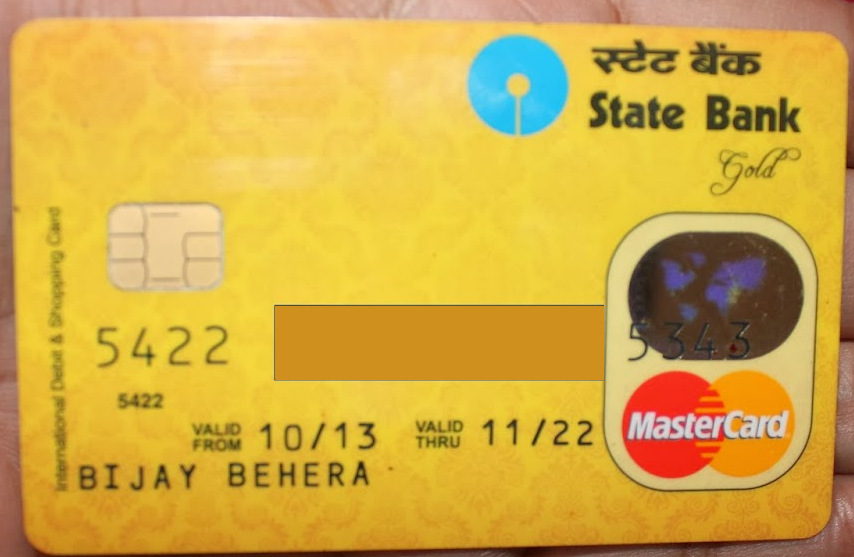 स्टेट बैंक
State Bank
Gold
International Debit & Shopping Card
5422 5343
5422
VALID FROM 10/13 VALID THRU 11/22
BIJAY BEHERA
MasterCard